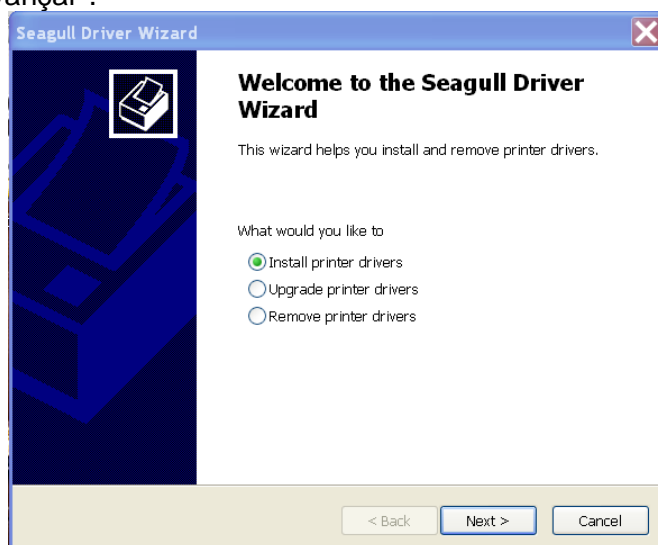 Seagull Driver Wizard
Welcome to the Seagull Driver
Wizard
This wizard helps you install and remove printer drivers.
What would you like to
Install printer drivers
Upgrade printer drivers
Remove printer drivers
< Back Next > Cancel